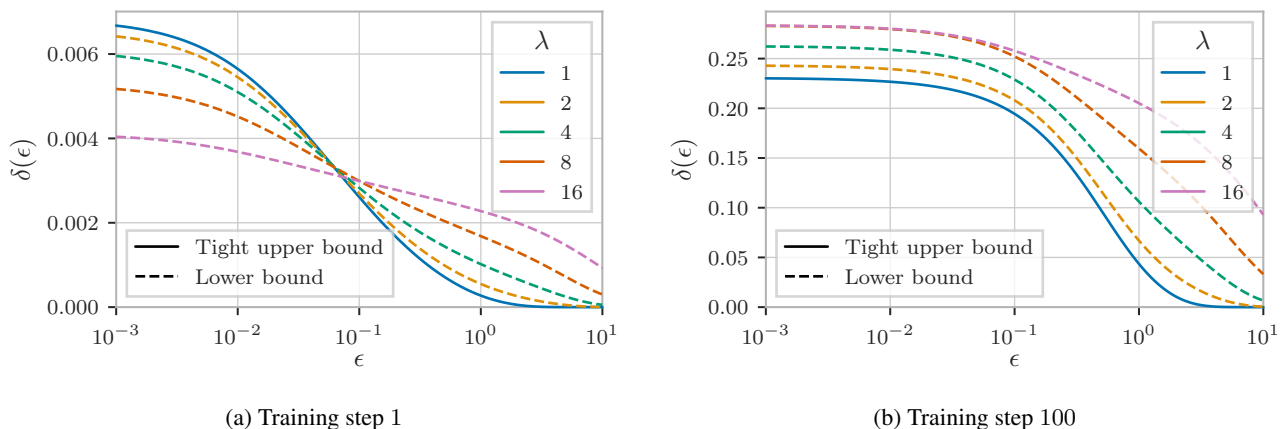 0.006
0.004
0.002
0.000
δ(ϵ)
λ
1
2
4
8
16
Tight upper bound
Lower bound
10⁻³
10⁻²
10⁻¹
10⁰
10¹
ϵ
(a) Training step 1
0.25
0.20
0.15
0.10
0.05
0.00
δ(ϵ)
λ
1
2
4
8
16
Tight upper bound
Lower bound
10⁻³
10⁻²
10⁻¹
10⁰
10¹
ϵ
(b) Training step 100